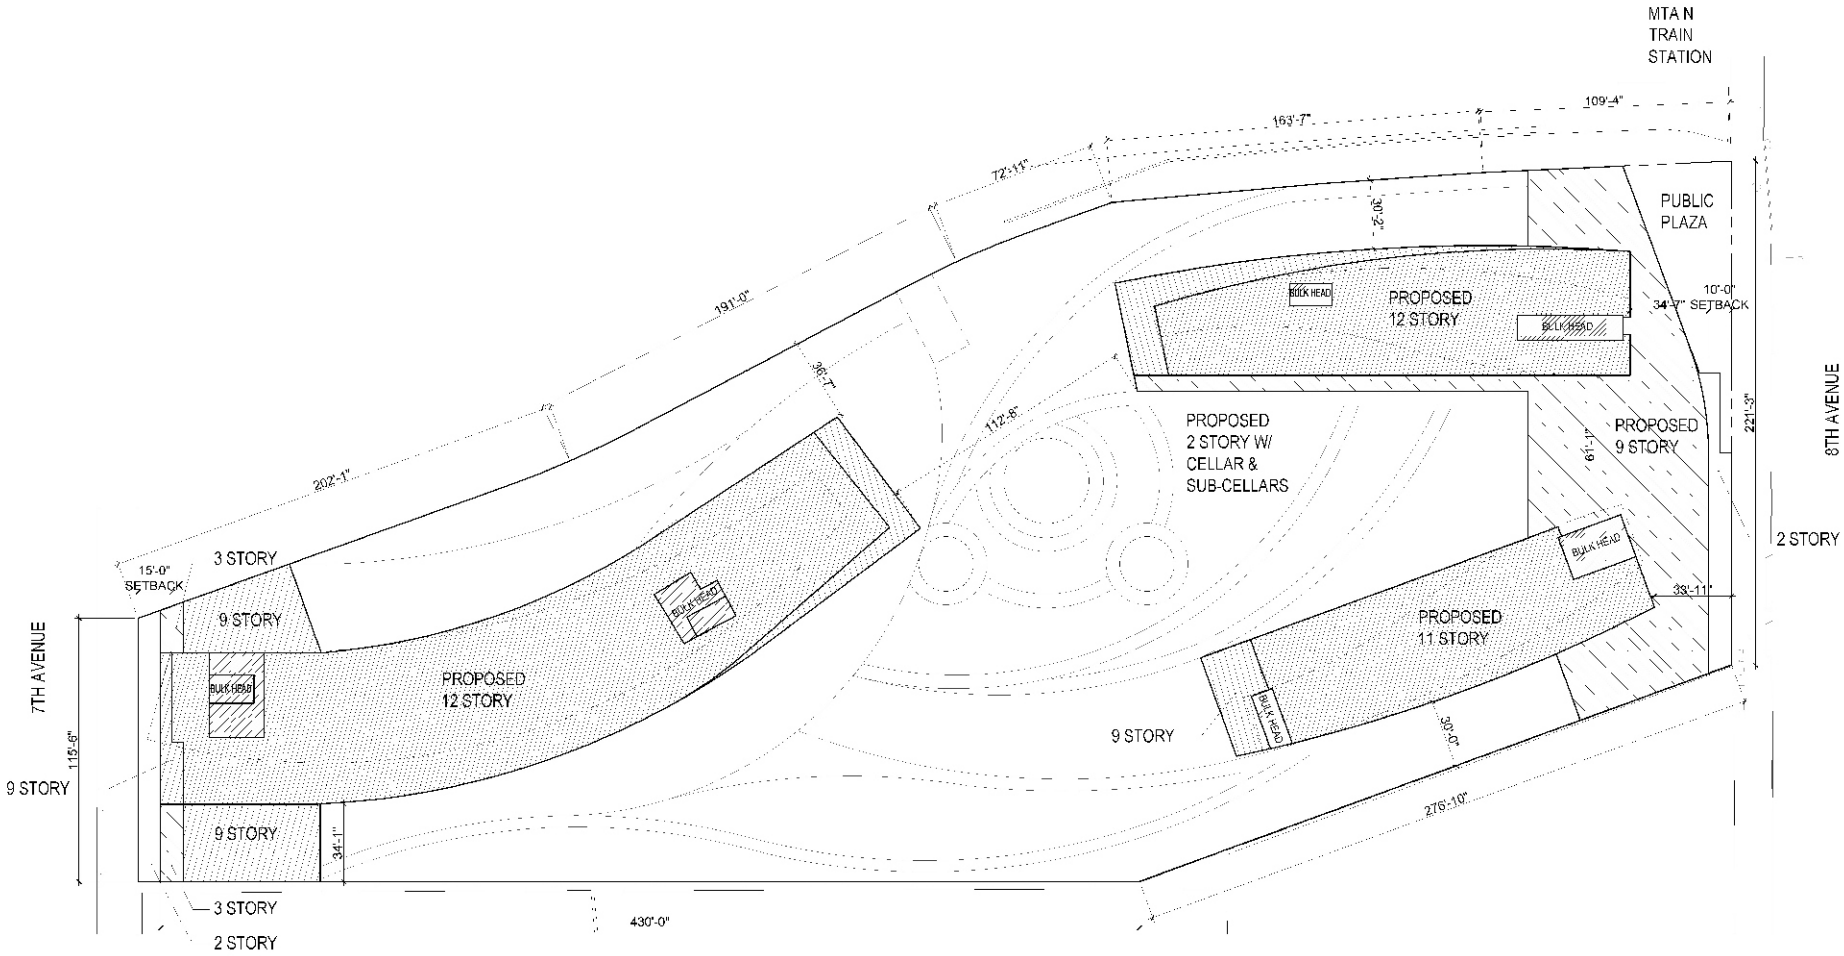 MTA N
TRAIN
STATION
109'-4"
163'-7"
72'-11"
PUBLIC
PLAZA
30'-2"
191'-0"
BULK HEAD
PROPOSED
12 STORY
10'-0"
34'-7" SETBACK
BULK HEAD
36'-7"
8TH AVENUE
221'-3"
112'-8"
PROPOSED
2 STORY W/
CELLAR &
SUB-CELLARS
PROPOSED
9 STORY
61'-1"
202'-1"
2 STORY
BULK HEAD
3 STORY
15'-0"
SETBACK
33'-11"
BULK HEAD
9 STORY
PROPOSED
11 STORY
7TH AVENUE
BULK HEAD
PROPOSED
12 STORY
BULK HEAD
9 STORY
30'-0"
115'-6"
9 STORY
276'-10"
9 STORY
34'-1"
3 STORY
430'-0"
2 STORY